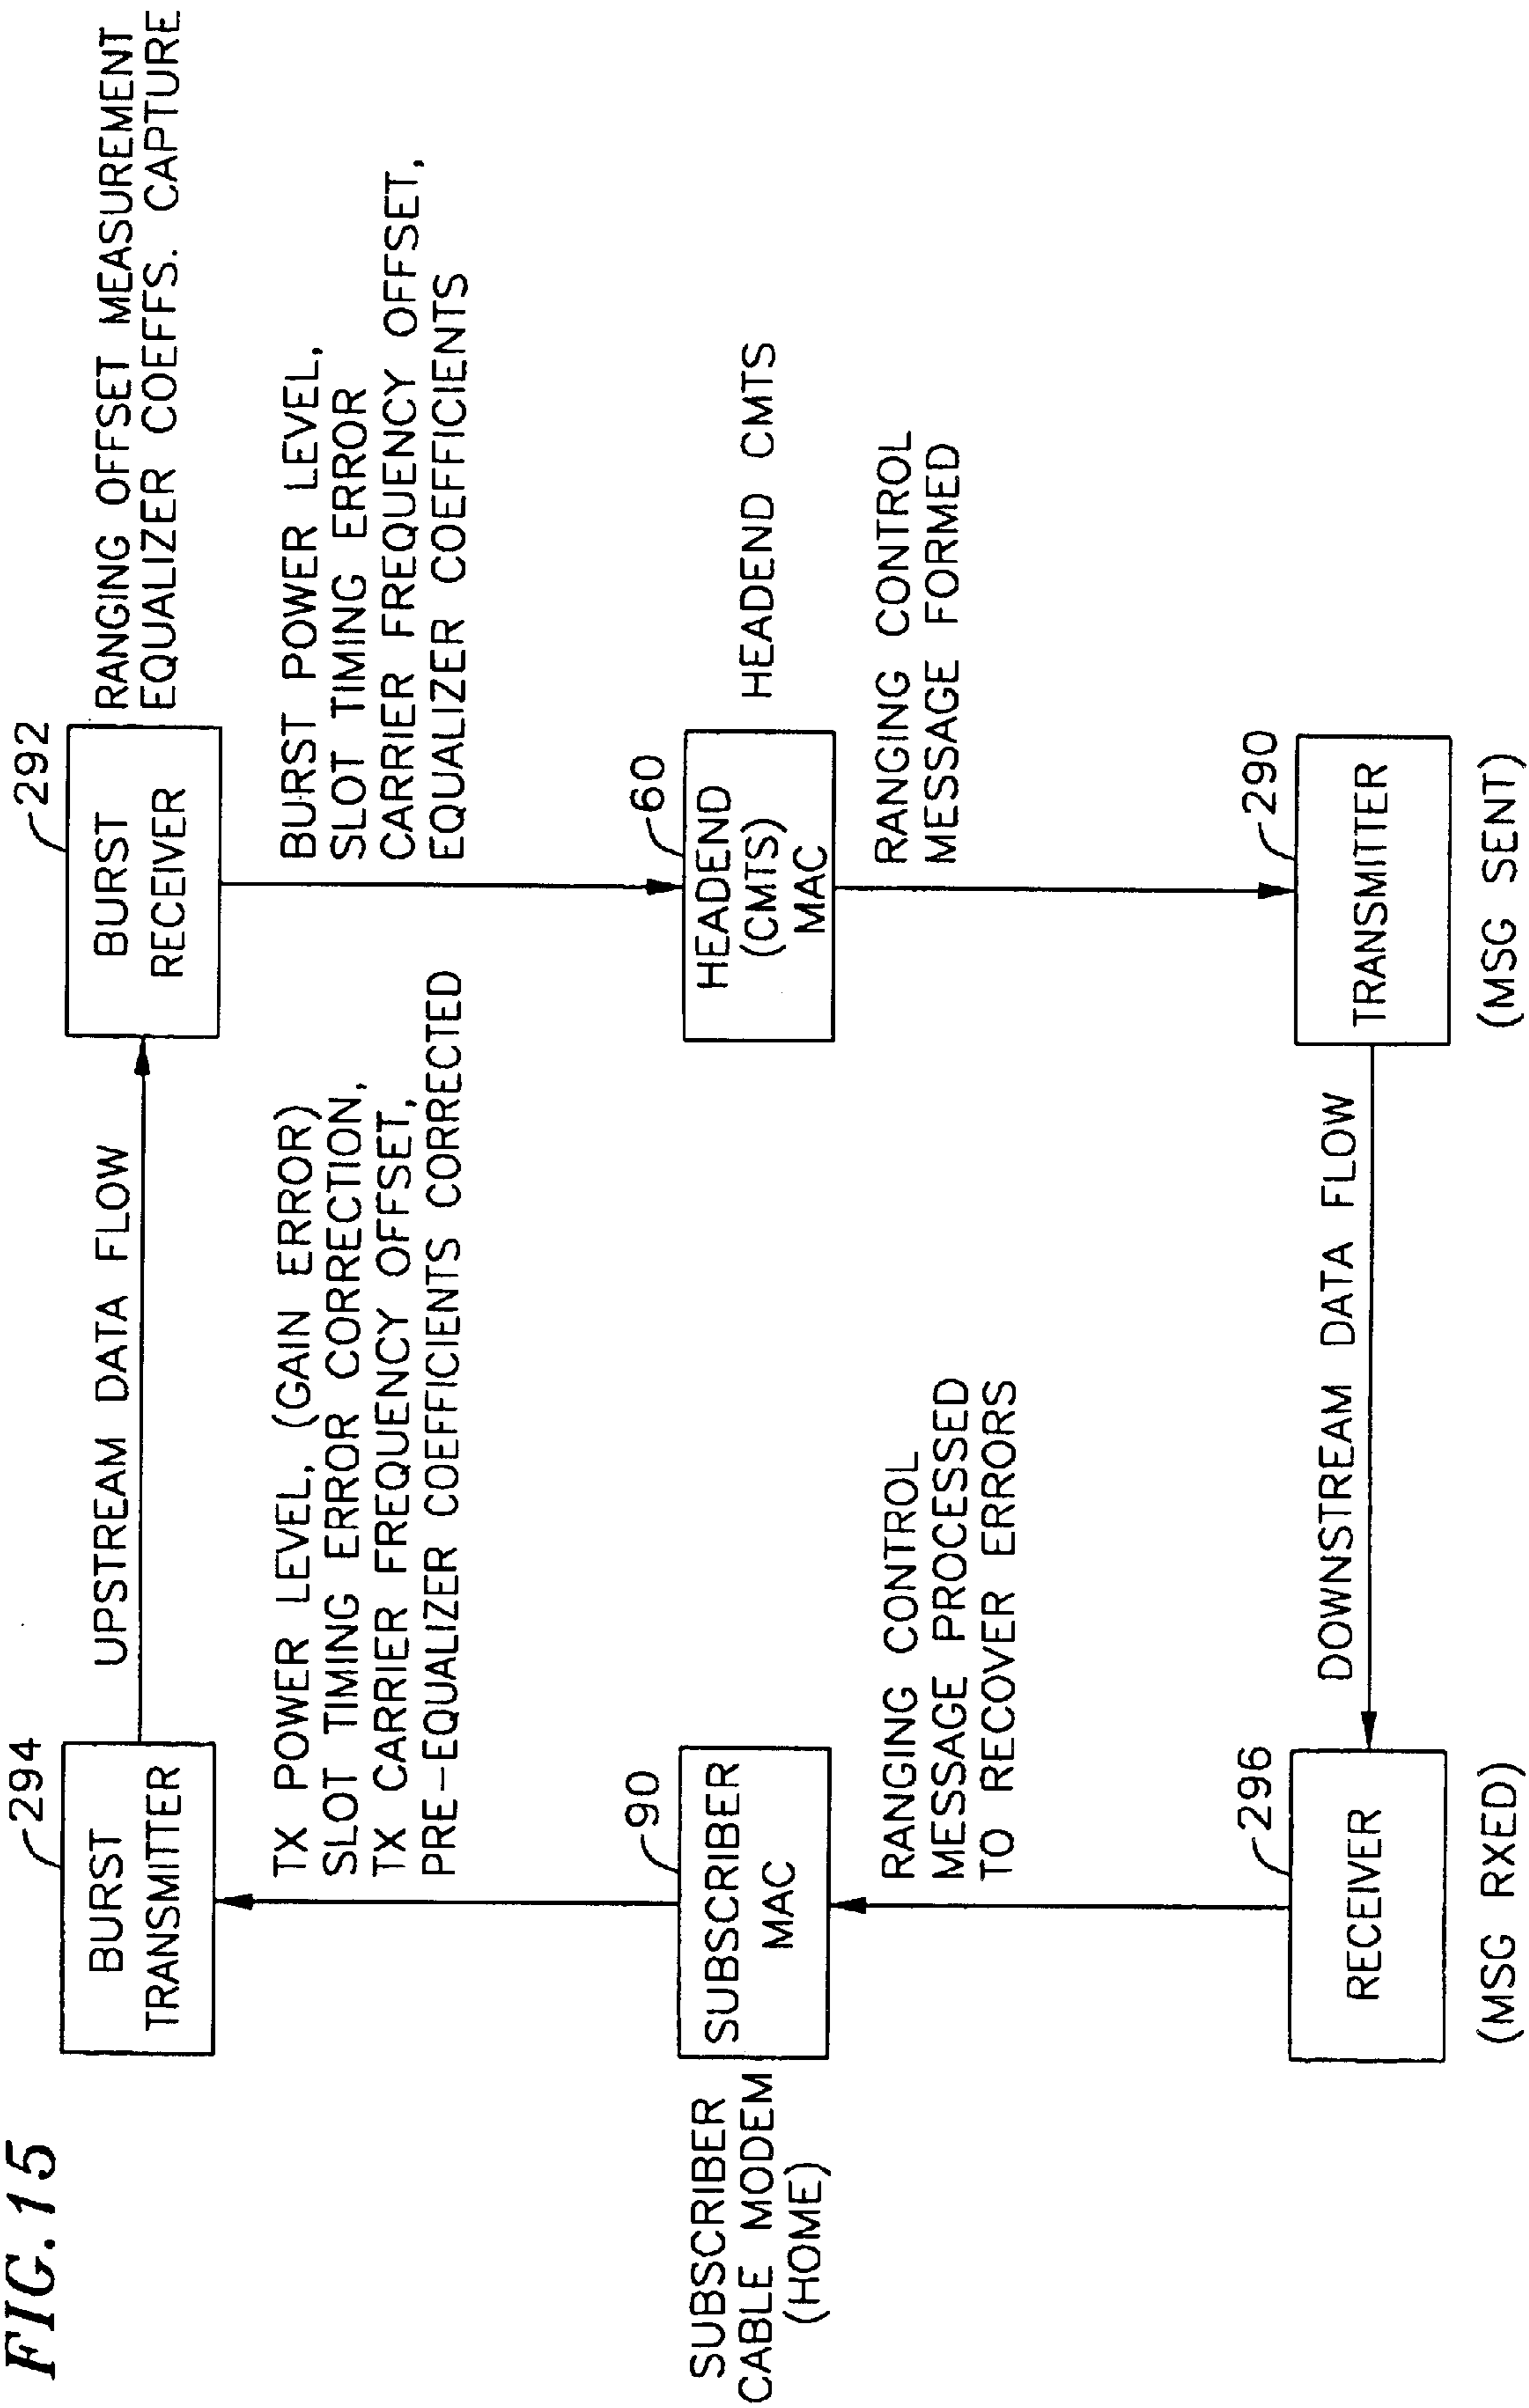 FIG.15
294
BURST
TRANSMITTER
UPSTREAM DATA FLOW
292
BURST
RECEIVER
RANGING OFFSET MEASUREMENT
EQUALIZER COEFFS. CAPTURE
TX POWER LEVEL, (GAIN ERROR)
SLOT TIMING ERROR CORRECTION,
TX CARRIER FREQUENCY OFFSET,
PRE-EQUALIZER COEFFICIENTS CORRECTED
BURST POWER LEVEL,
SLOT TIMING ERROR
CARRIER FREQUENCY OFFSET,
EQUALIZER COEFFICIENTS
SUBSCRIBER
CABLE MODEM
(HOME)
90
SUBSCRIBER
MAC
60
HEADEND
(CMTS)
MAC
HEADEND CMTS
RANGING CONTROL
MESSAGE PROCESSED
TO RECOVER ERRORS
RANGING CONTROL
MESSAGE FORMED
296
RECEIVER
(MSG RXED)
DOWNSTREAM DATA FLOW
290
TRANSMITTER
(MSG SENT)